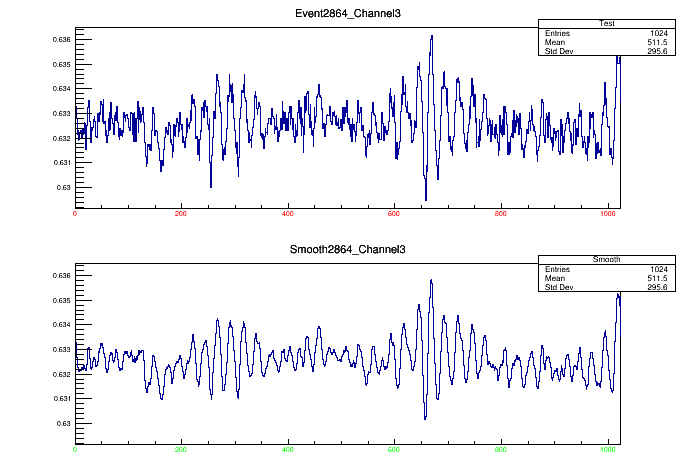 Event2864_Channel3
Test
Entries 1024
Mean 511.5
Std Dev 295.6
0.636
0.635
0.634
0.633
0.632
0.631
0.63
0 200 400 600 800 1000
Smooth2864_Channel3
Smooth
Entries 1024
Mean 511.5
Std Dev 295.6
0.636
0.635
0.634
0.633
0.632
0.631
0.63
0 200 400 600 800 1000